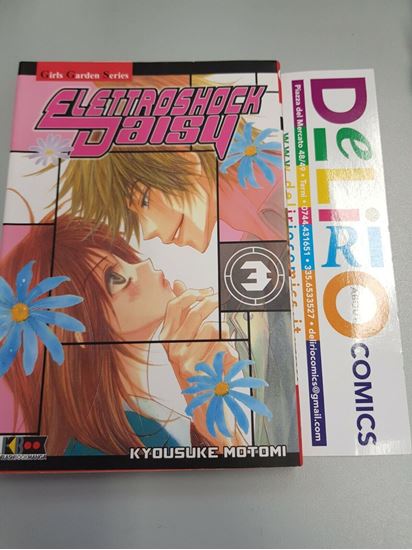 Girls Garden Series
ELETTROSHOCK
Daisy
3
KYOUSUKE MOTOMI
DeLiRiO
COMICS
Piazza del Mercato 48/49 • Terni • 0744.431651 • 335.6533527 • deliriocomics@gmail.com